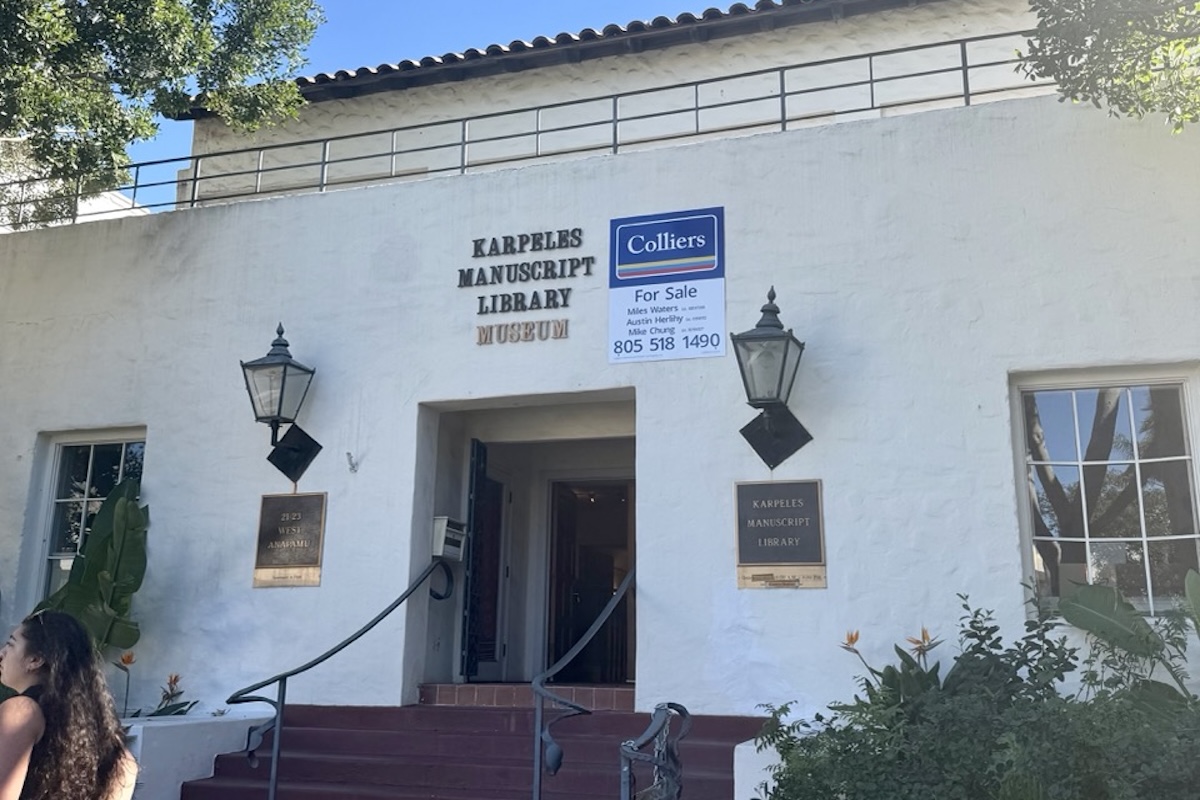 KARPELES
MANUSCRIPT
LIBRARY
MUSEUM
Colliers
For Sale
Miles Waters
Austin Herlihy
Mike Chung
805 518 1490
21-23
WEST
ANAPAMU
KARPELES
MANUSCRIPT
LIBRARY